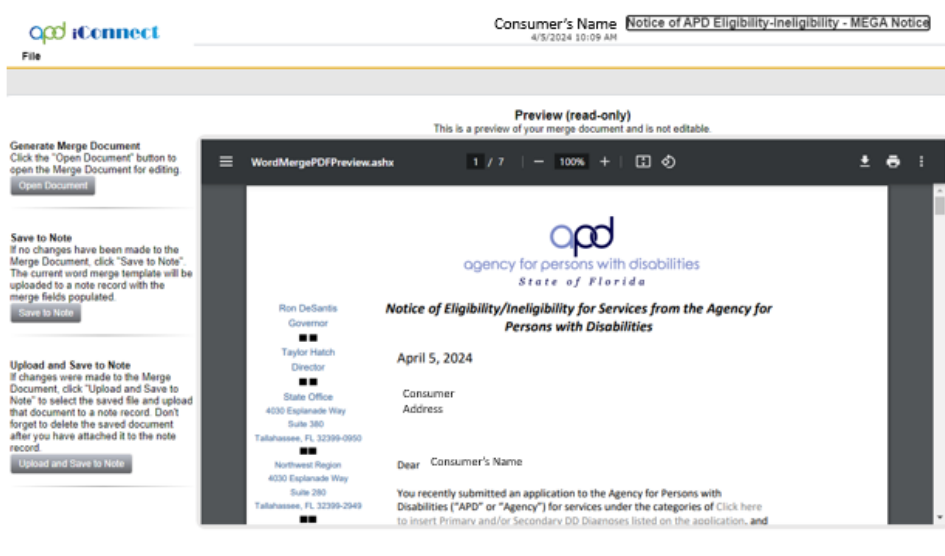 apd iConnect
Consumer's Name Notice of APD Eligibility-Ineligibility - MEGA Notice
4/5/2024 10:09 AM
File
Preview (read-only)
This is a preview of your merge document and is not editable.
Generate Merge Document
Click the "Open Document" button to
open the Merge Document for editing.
Open Document
Save to Note
If no changes have been made to the
Merge Document, click "Save to Note".
The current word merge template will be
uploaded to a note record with the
merge fields populated.
Save to Note
Upload and Save to Note
If changes were made to the Merge
Document, click "Upload and Save to
Note" to select the saved file and upload
that document to a note record. Don't
forget to delete the saved document
after you have attached it to the note
record.
Upload and Save to Note
WordMergePDFPreview.ashx 1 / 7 100%
apd
agency for persons with disabilities
State of Florida
Ron DeSantis
Governor
Taylor Hatch
Director
State Office
4030 Esplanade Way
Suite 380
Tallahassee, FL 32399-0950
Northwest Region
4030 Esplanade Way
Suite 280
Tallahassee, FL 32399-2949
Notice of Eligibility/Ineligibility for Services from the Agency for
Persons with Disabilities
April 5, 2024
Consumer
Address
Dear Consumer's Name
You recently submitted an application to the Agency for Persons with
Disabilities ("APD" or "Agency") for services under the categories of Click here
to insert Primary and/or Secondary DD Diagnoses listed on the application, and